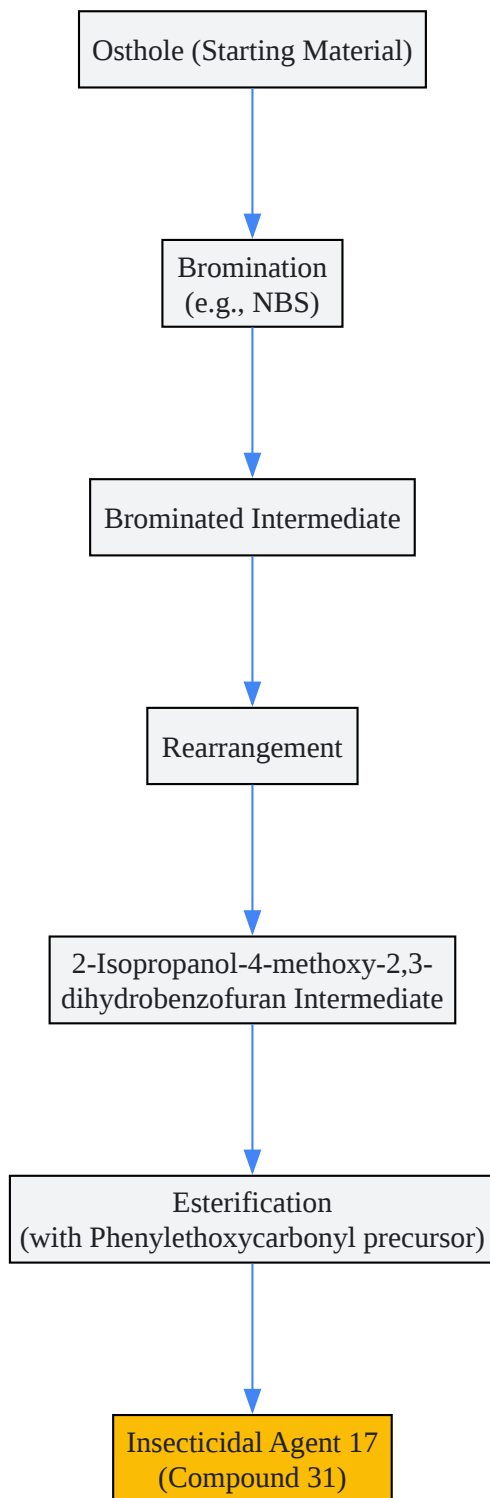 Osthole (Starting Material)
Bromination
(e.g., NBS)
Brominated Intermediate
Rearrangement
2-Isopropanol-4-methoxy-2,3-
dihydrobenzofuran Intermediate
Esterification
(with Phenylethoxycarbonyl precursor)
Insecticidal Agent 17
(Compound 31)